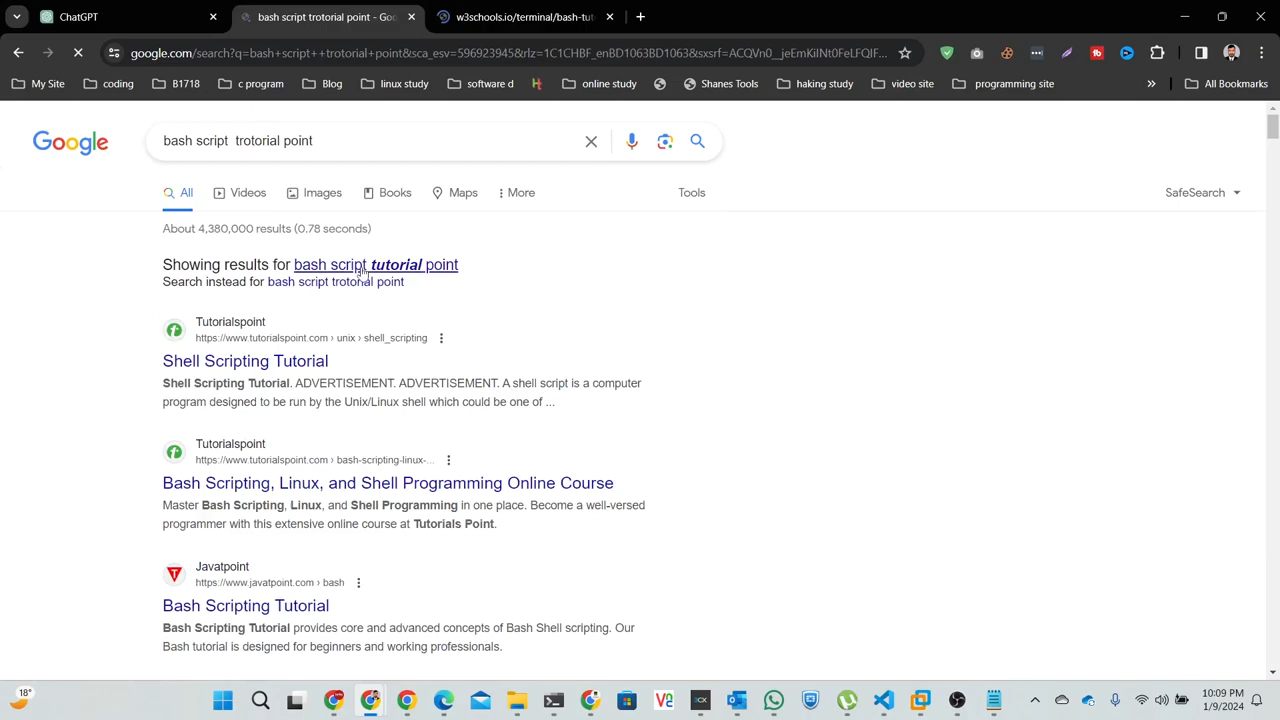 ChatGPT
bash script trotorial point - Goo
w3schools.io/terminal/bash-tut
google.com/search?q=bash+script++trotorial+point&sca_esv=596923945&rlz=1C1CHBF_enBD1063BD1063&sxsrf=ACQVn0__jeEmKiINt0FeLFQIF...
My Site
coding
B1718
c program
Blog
linux study
software d
online study
Shanes Tools
haking study
video site
programming site
All Bookmarks
Google
bash script  trotorial point
All
Videos
Images
Books
Maps
More
Tools
SafeSearch
About 4,380,000 results (0.78 seconds)
Showing results for bash script tutorial point
Search instead for bash script trotorial point
Tutorialspoint
https://www.tutorialspoint.com › unix › shell_scripting
Shell Scripting Tutorial
Shell Scripting Tutorial. ADVERTISEMENT. ADVERTISEMENT. A shell script is a computer
program designed to be run by the Unix/Linux shell which could be one of ...
Tutorialspoint
https://www.tutorialspoint.com › bash-scripting-linux-...
Bash Scripting, Linux, and Shell Programming Online Course
Master Bash Scripting, Linux, and Shell Programming in one place. Become a well-versed
programmer with this extensive online course at Tutorials Point.
Javatpoint
https://www.javatpoint.com › bash
Bash Scripting Tutorial
Bash Scripting Tutorial provides core and advanced concepts of Bash Shell scripting. Our
Bash tutorial is designed for beginners and working professionals.
18°
10:09 PM
1/9/2024